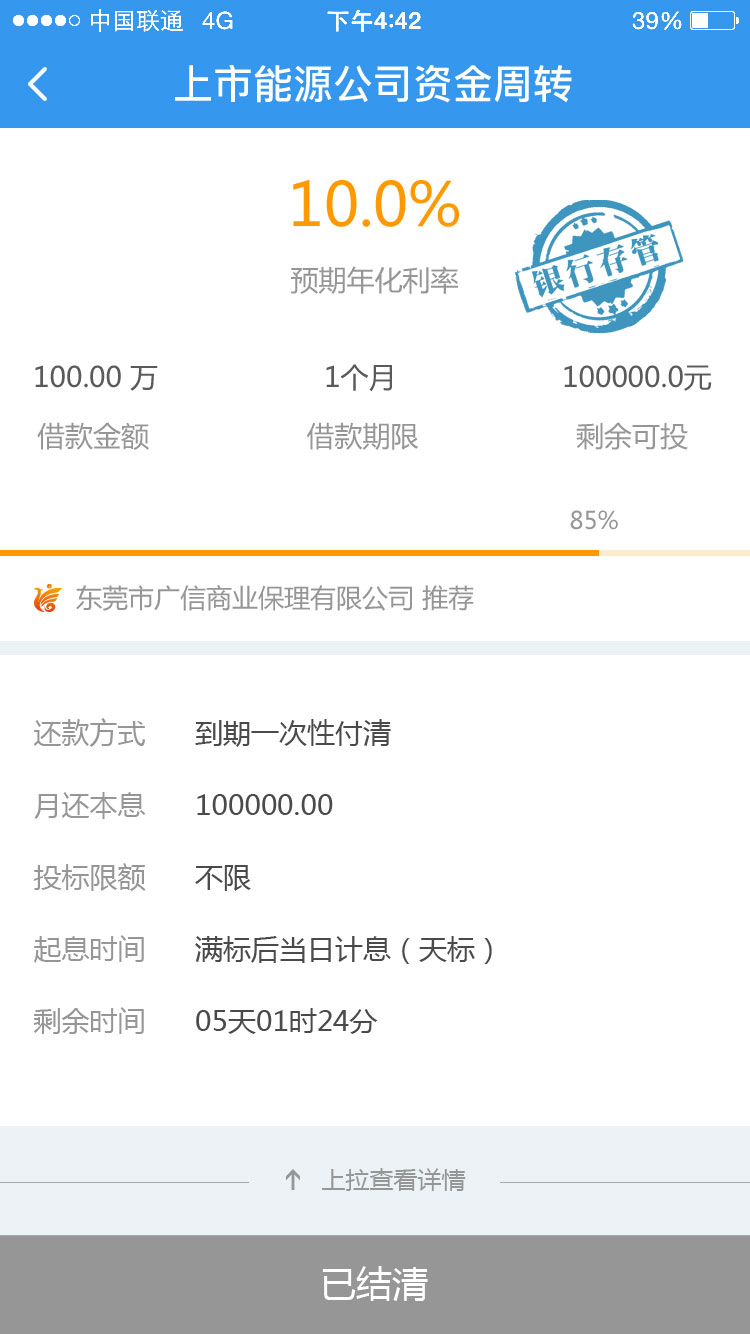 中国联通 4G 下午4:42 39%
上市能源公司资金周转
10.0%
预期年化利率
银行存管
100.00 万 1个月 100000.0元
借款金额 借款期限 剩余可投
85%
东莞市广信商业保理有限公司 推荐
还款方式 到期一次性付清
月还本息 100000.00
投标限额 不限
起息时间 满标后当日计息（天标）
剩余时间 05天01时24分
上拉查看详情
已结清